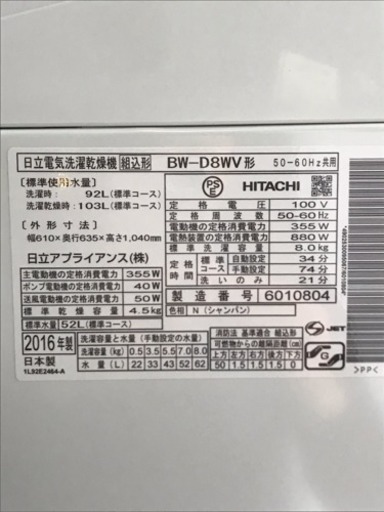 日立電気洗濯乾燥機 組込形 BW-D8WV形 50-60Hz共用
[標準使用水量]
洗濯時: 92L(標準コース)
洗濯～乾燥時:103L(標準コース)
[外形寸法]
幅610×奥行635×高さ1,040mm
日立アプライアンス(株)
主電動機の定格消費電力 355W
ポンプ電動機の定格消費電力 40W
送風電動機の定格消費電力 50W
標準乾燥容量 4.5kg
標準水量52L(標準コース)
PSE HITACHI
定格電圧 100V
定格周波数 50-60Hz
電動機の定格消費電力 355W
電熱装置の定格消費電力 880W
標準洗濯容量 8.0kg
標準コース 自動設定 34分
手動設定 74分
洗いのみ 21分
製造番号 6010804
色相 N(シャンパン)
2016年製
日本製
1L92E2464-A
洗濯容量と水量(手動設定の水量)
洗濯容量(kg) 0.5 3.5 5.5 7.0 8.0
水量(L) 22 33 43 52 62
消防法 基準適合 組込形
可燃物からの離隔距離(cm)
上方 左方 右方 前方 後方 下方
50 1.5 1.5 1.5 0
S JET
>PP<